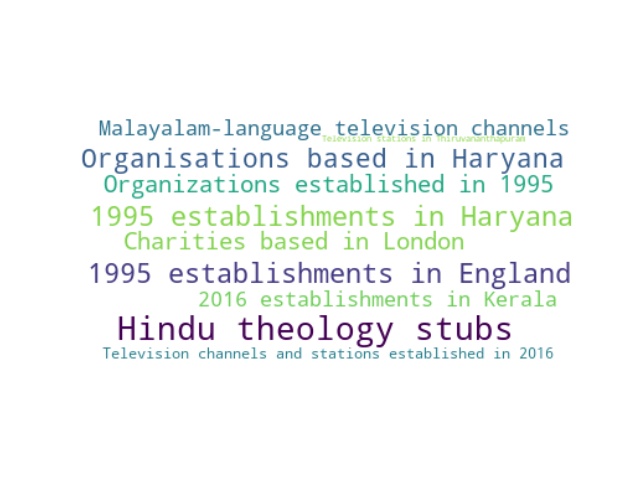 Malayalam-language television channels
Television stations in Thiruvananthapuram
Organisations based in Haryana
Organizations established in 1995
1995 establishments in Haryana
Charities based in London
1995 establishments in England
2016 establishments in Kerala
Hindu theology stubs
Television channels and stations established in 2016